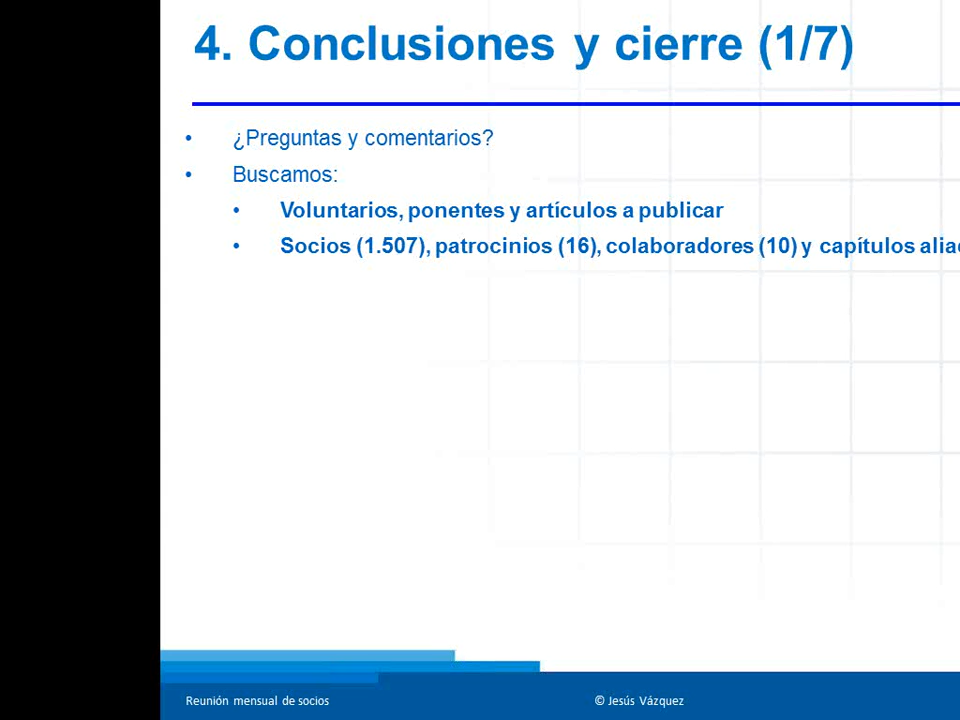 4. Conclusiones y cierre (1/7)
• ¿Preguntas y comentarios?
• Buscamos:
• Voluntarios, ponentes y artículos a publicar
• Socios (1.507), patrocinios (16), colaboradores (10) y capítulos
Reunión mensual de socios
© Jesús Vázquez